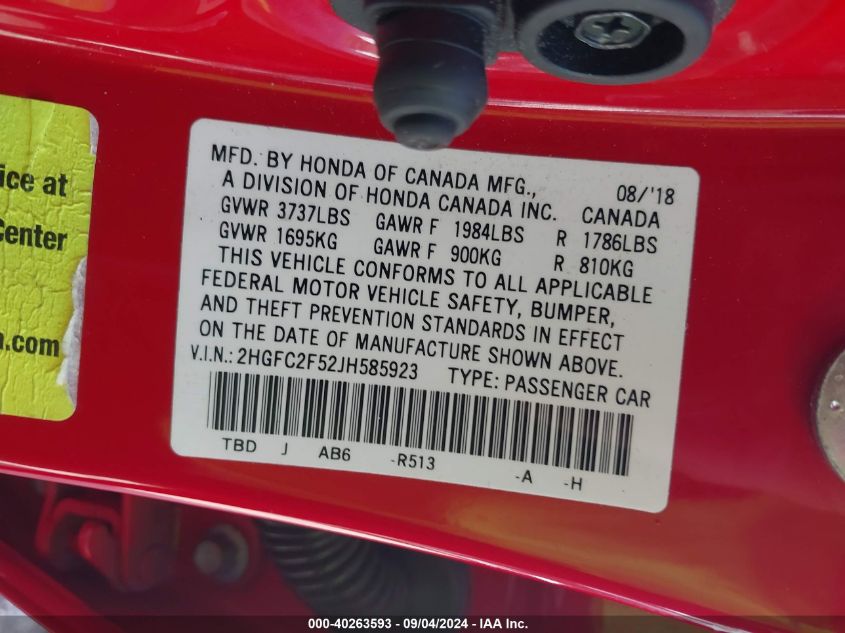 ice at
Center
.com
MFD. BY HONDA OF CANADA MFG., 08/'18
A DIVISION OF HONDA CANADA INC. CANADA
GVWR 3737LBS GAWR F 1984LBS R 1786LBS
GVWR 1695KG GAWR F 900KG R 810KG
THIS VEHICLE CONFORMS TO ALL APPLICABLE
FEDERAL MOTOR VEHICLE SAFETY, BUMPER,
AND THEFT PREVENTION STANDARDS IN EFFECT
ON THE DATE OF MANUFACTURE SHOWN ABOVE.
V.I.N.: 2HGFC2F52JH585923 TYPE: PASSENGER CAR
TBD J AB6 -R513 -A -H
000-40263593 - 09/04/2024 - IAA Inc.